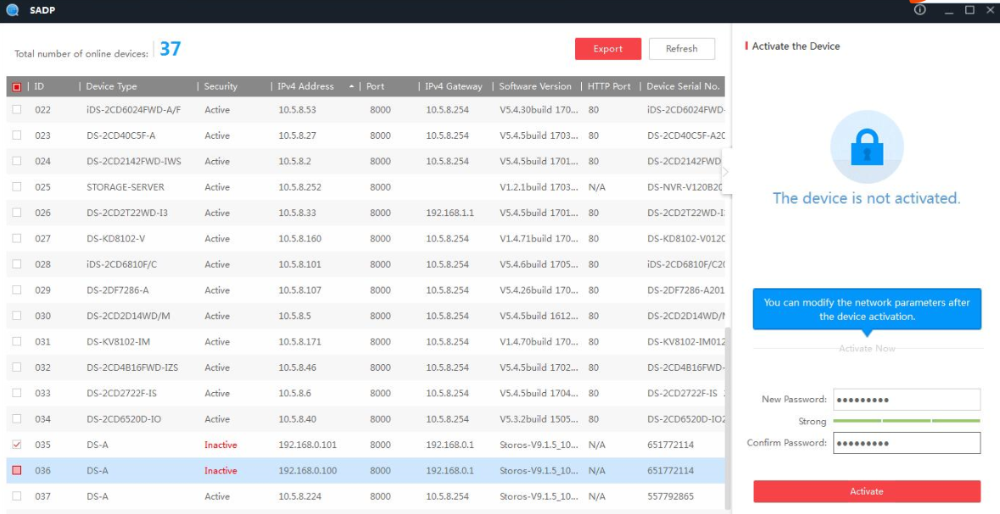 SADP
Total number of online devices: 37
Export
Refresh
ID Device Type Security IPv4 Address Port IPv4 Gateway Software Version HTTP Port Device Serial No.
022 iDS-2CD6024FWD-A/F Active 10.5.8.53 8000 10.5.8.254 V5.4.30build 170... 80 iDS-2CD6024FWD-
023 DS-2CD40C5F-A Active 10.5.8.27 8000 10.5.8.254 V5.4.5build 1703... 80 DS-2CD40C5F-A20
024 DS-2CD2142FWD-IWS Active 10.5.8.2 8000 10.5.8.254 V5.4.5build 1701... 80 DS-2CD2142FWD
025 STORAGE-SERVER Active 10.5.8.252 8000 V1.2.1build 1703... N/A DS-NVR-V120B20
026 DS-2CD2T22WD-I3 Active 10.5.8.33 8000 192.168.1.1 V5.4.5build 1701... 80 DS-2CD2T22WD-I
027 DS-KD8102-V Active 10.5.8.160 8000 10.5.8.254 V1.4.71build 170... 80 DS-KD8102-V0120
028 iDS-2CD6810F/C Active 10.5.8.101 8000 10.5.8.254 V5.4.6build 1705... 80 iDS-2CD6810F/C20
029 DS-2DF7286-A Active 10.5.8.107 8000 10.5.8.254 V5.4.26build 170... 80 DS-2DF7286-A201
030 DS-2CD2D14WD/M Active 10.5.8.5 8000 10.5.8.254 V5.4.5build 1612... 80 DS-2CD2D14WD/
031 DS-KV8102-IM Active 10.5.8.171 8000 10.5.8.254 V1.4.70build 170... 80 DS-KV8102-IM012
032 DS-2CD4B16FWD-IZS Active 10.5.8.46 8000 10.5.8.254 V5.4.5build 1702... 80 DS-2CD4B16FWD-
033 DS-2CD2722F-IS Active 10.5.8.6 8000 10.5.8.254 V5.4.5build 1704... 80 DS-2CD2722F-IS
034 DS-2CD6520D-IO Active 10.5.8.40 8000 10.5.8.254 V5.3.2build 1505... 80 DS-2CD6520D-IO2
035 DS-A Inactive 192.168.0.101 8000 192.168.0.1 Storos-V9.1.5_10... N/A 651772114
036 DS-A Inactive 192.168.0.100 8000 192.168.0.1 Storos-V9.1.5_10... N/A 651772114
037 DS-A Active 10.5.8.224 8000 10.5.8.254 Storos-V9.1.5_10... N/A 557792865
Activate the Device
The device is not activated.
You can modify the network parameters after
the device activation.
Activate Now
New Password: ●●●●●●●●●
Strong
Confirm Password: ●●●●●●●●●
Activate